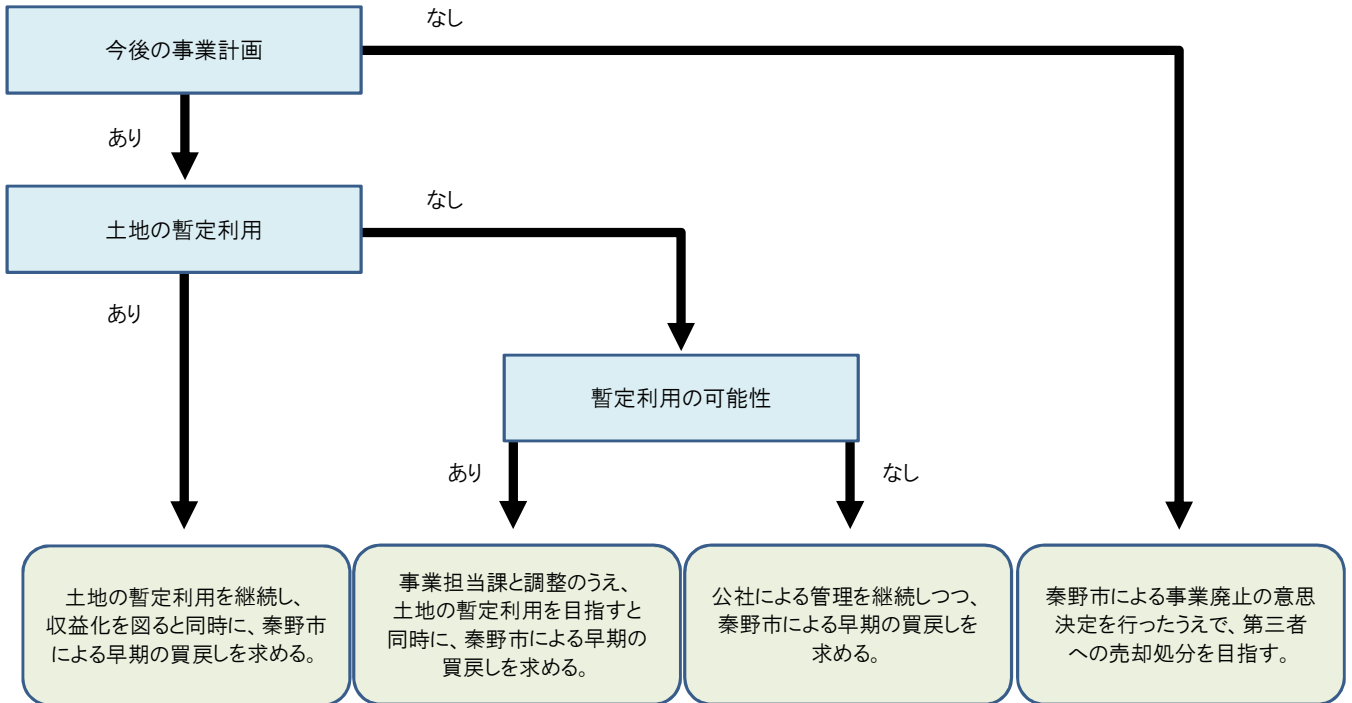 なし
今後の事業計画
あり
なし
土地の暫定利用
あり
暫定利用の可能性
あり
なし
土地の暫定利用を継続し、
収益化を図ると同時に、秦野市
による早期の買戻しを求める。
事業担当課と調整のうえ、
土地の暫定利用を目指すと
同時に、秦野市による早期の
買戻しを求める。
公社による管理を継続しつつ、
秦野市による早期の買戻しを
求める。
秦野市による事業廃止の意思
決定を行ったうえで、第三者
への売却処分を目指す。